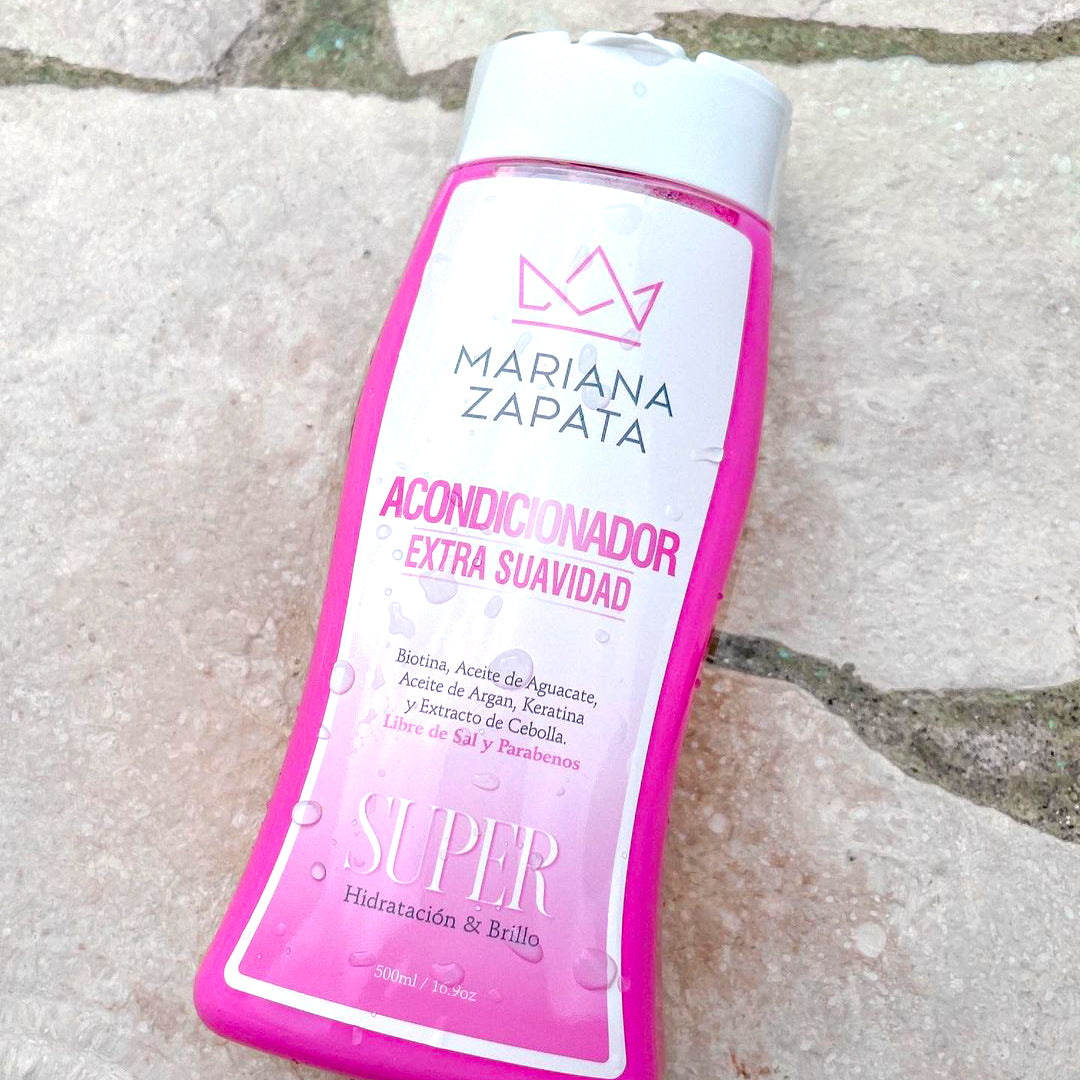 MARIANA
ZAPATA
ACONDICIONADOR
EXTRA SUAVIDAD
Biotina, Aceite de Aguacate,
Aceite de Argan, Keratina
y Extracto de Cebolla.
Libre de Sal y Parabenos
SUPER
Hidratación & Brillo
500ml / 16.9oz